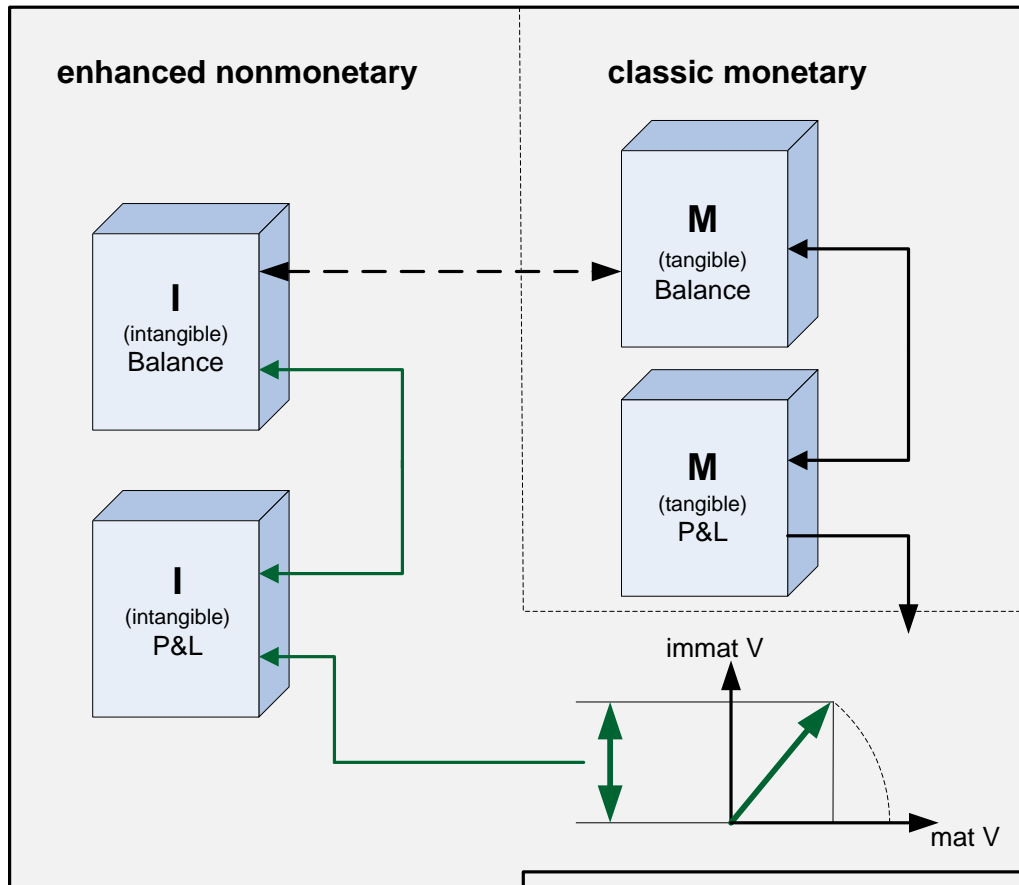 enhanced nonmonetary
classic monetary
I
(intangible)
Balance
M
(tangible)
Balance
I
(intangible)
P&L
M
(tangible)
P&L
immat V
mat V